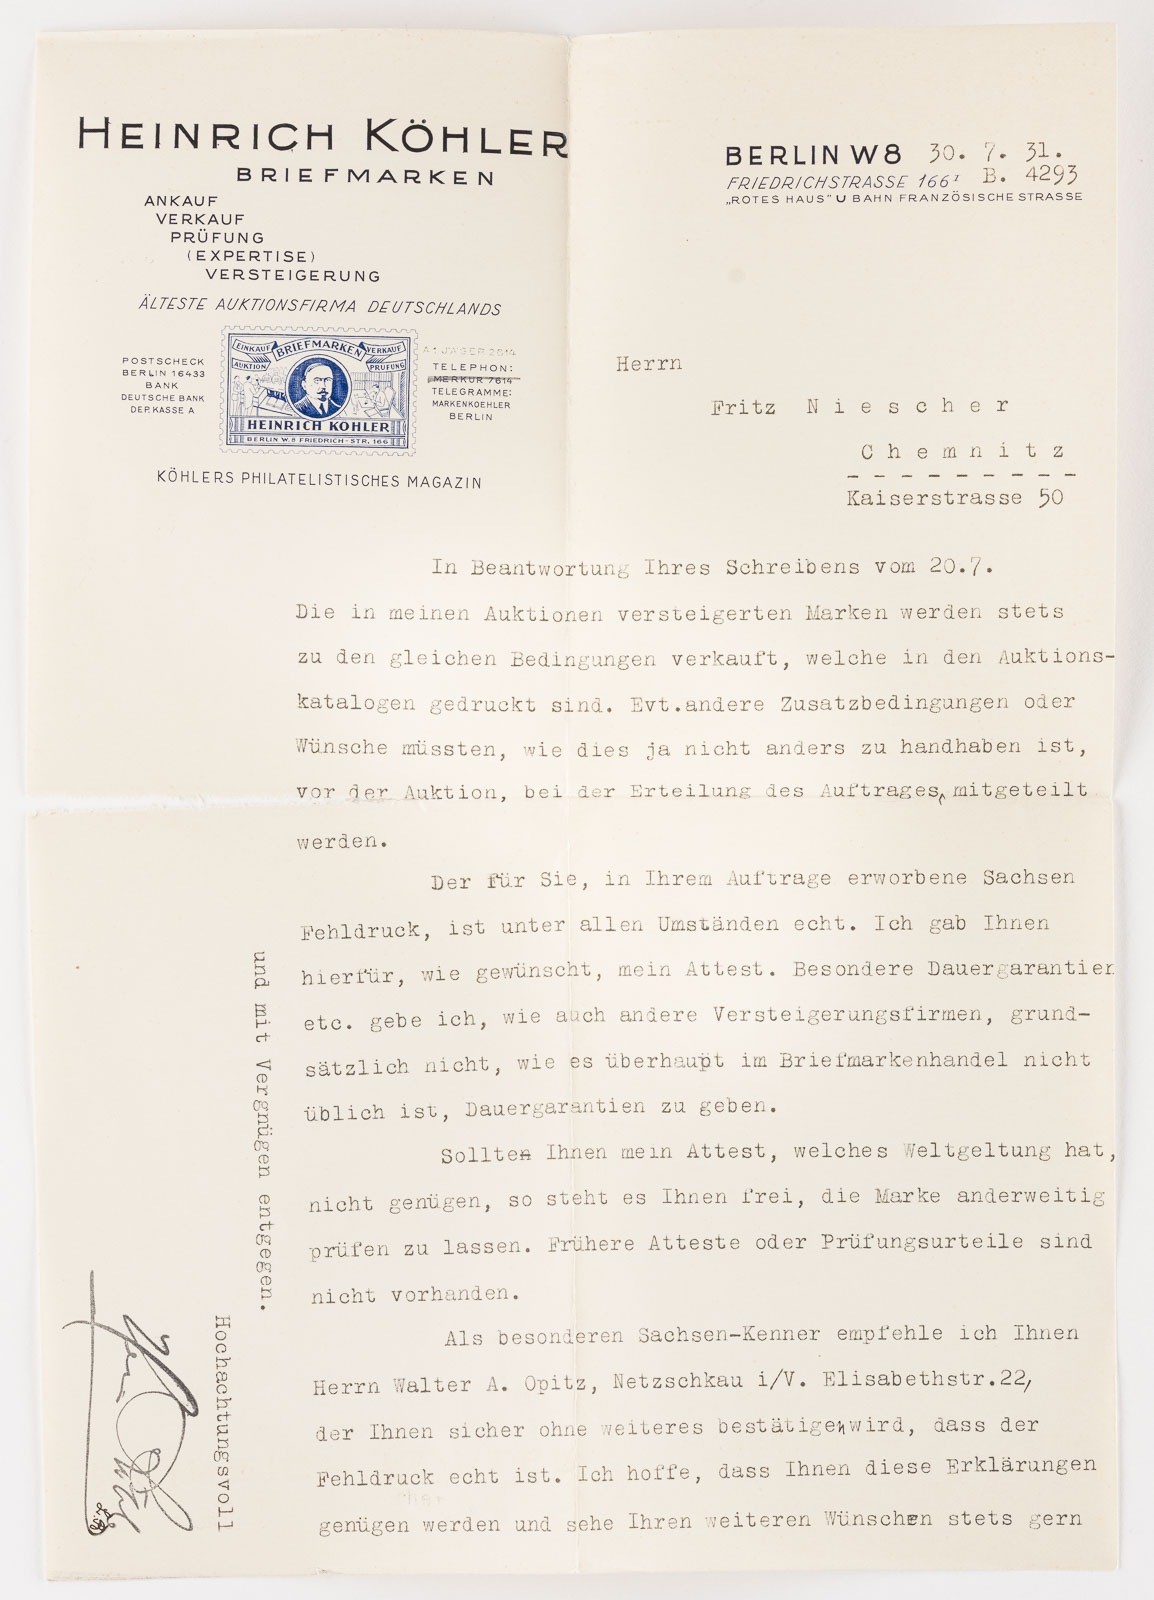 HEINRICH KÖHLER
BRIEFMARKEN
ANKAUF
VERKAUF
PRÜFUNG
(EXPERTISE)
VERSTEIGERUNG
ÄLTESTE AUKTIONSFIRMA DEUTSCHLANDS
POSTSCHECK
BERLIN 16433
BANK
DEUTSCHE BANK
DEP. KASSE A
EINKAUF BRIEFMARKEN VERKAUF
AUKTION PRÜFUNG
HEINRICH KÖHLER
BERLIN W. 8 FRIEDRICH-STR. 166
A1 JÄGER 2014
TELEPHON:
MERKUR 7614
TELEGRAMME:
MARKENKOEHLER
BERLIN
KÖHLERS PHILATELISTISCHES MAGAZIN
BERLIN W8 30. 7. 31.
FRIEDRICHSTRASSE 166 I B. 4293
„ROTES HAUS" U BAHN FRANZÖSISCHE STRASSE
Herrn
Fritz Niescher
Chemnitz
Kaiserstrasse 50
In Beantwortung Ihres Schreibens vom 20.7.
Die in meinen Auktionen versteigerten Marken werden stets
zu den gleichen Bedingungen verkauft, welche in den Auktions-
katalogen gedruckt sind. Evt.andere Zusatzbedingungen oder
Wünsche müssten, wie dies ja nicht anders zu handhaben ist,
vor der Auktion, bei der Erteilung des Auftrages, mitgeteilt
werden.
Der für Sie, in Ihrem Auftrage erworbene Sachsen
Fehldruck, ist unter allen Umständen echt. Ich gab Ihnen
hierfür, wie gewünscht, mein Attest. Besondere Dauergarantien
etc. gebe ich, wie auch andere Versteigerungsfirmen, grund-
sätzlich nicht, wie es überhaupt im Briefmarkenhandel nicht
üblich ist, Dauergarantien zu geben.
Sollten Ihnen mein Attest, welches Weltgeltung hat,
nicht genügen, so steht es Ihnen frei, die Marke anderweitig
prüfen zu lassen. Frühere Atteste oder Prüfungsurteile sind
nicht vorhanden.
Als besonderen Sachsen-Kenner empfehle ich Ihnen
Herrn Walter A. Opitz, Netzschkau i/V. Elisabethstr.22,
der Ihnen sicher ohne weiteres bestätigen wird, dass der
Fehldruck echt ist. Ich hoffe, dass Ihnen diese Erklärungen
genügen werden und sehe Ihren weiteren Wünschen stets gern
und mit Vergnügen entgegen.
Hochachtungsvoll